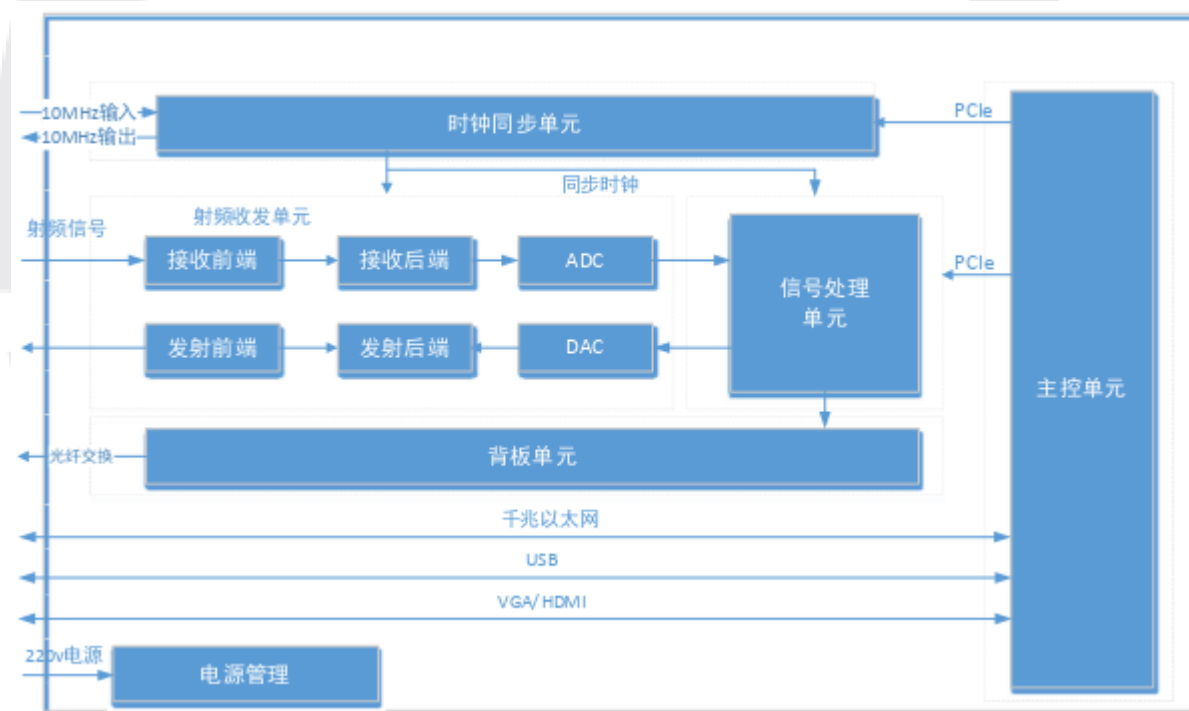 10MHz输入
时钟同步单元
PCIe
10MHz输出
同步时钟
射频信号
射频收发单元
接收前端
接收后端
ADC
信号处理
单元
PCIe
发射前端
发射后端
DAC
主控单元
光纤交换
背板单元
千兆以太网
USB
VGA/HDMI
220v电源
电源管理